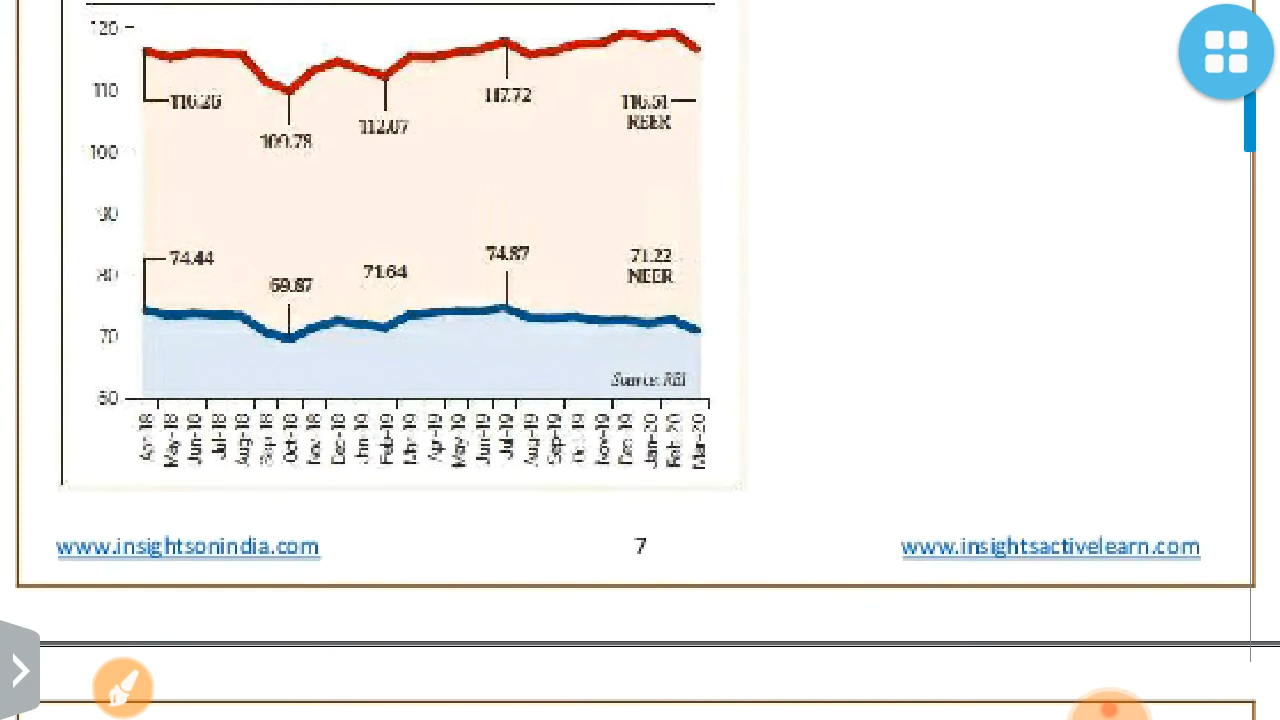 120
110
100
90
80
70
60
116.26
109.78
112.07
117.72
116.51
REER
74.44
69.87
71.64
74.87
71.22
NEER
Source: RBI
Apr-18
May-18
Jun-18
Jul-18
Aug-18
Sep-18
Oct-18
Nov-18
Dec-18
Jan-19
Feb-19
Mar-19
Apr-19
May-19
Jun-19
Jul-19
Aug-19
Sep-19
Oct-19
Nov-19
Dec-19
Jan-20
Feb-20
Mar-20
www.insightsonindia.com
7
www.insightsactivelearn.com